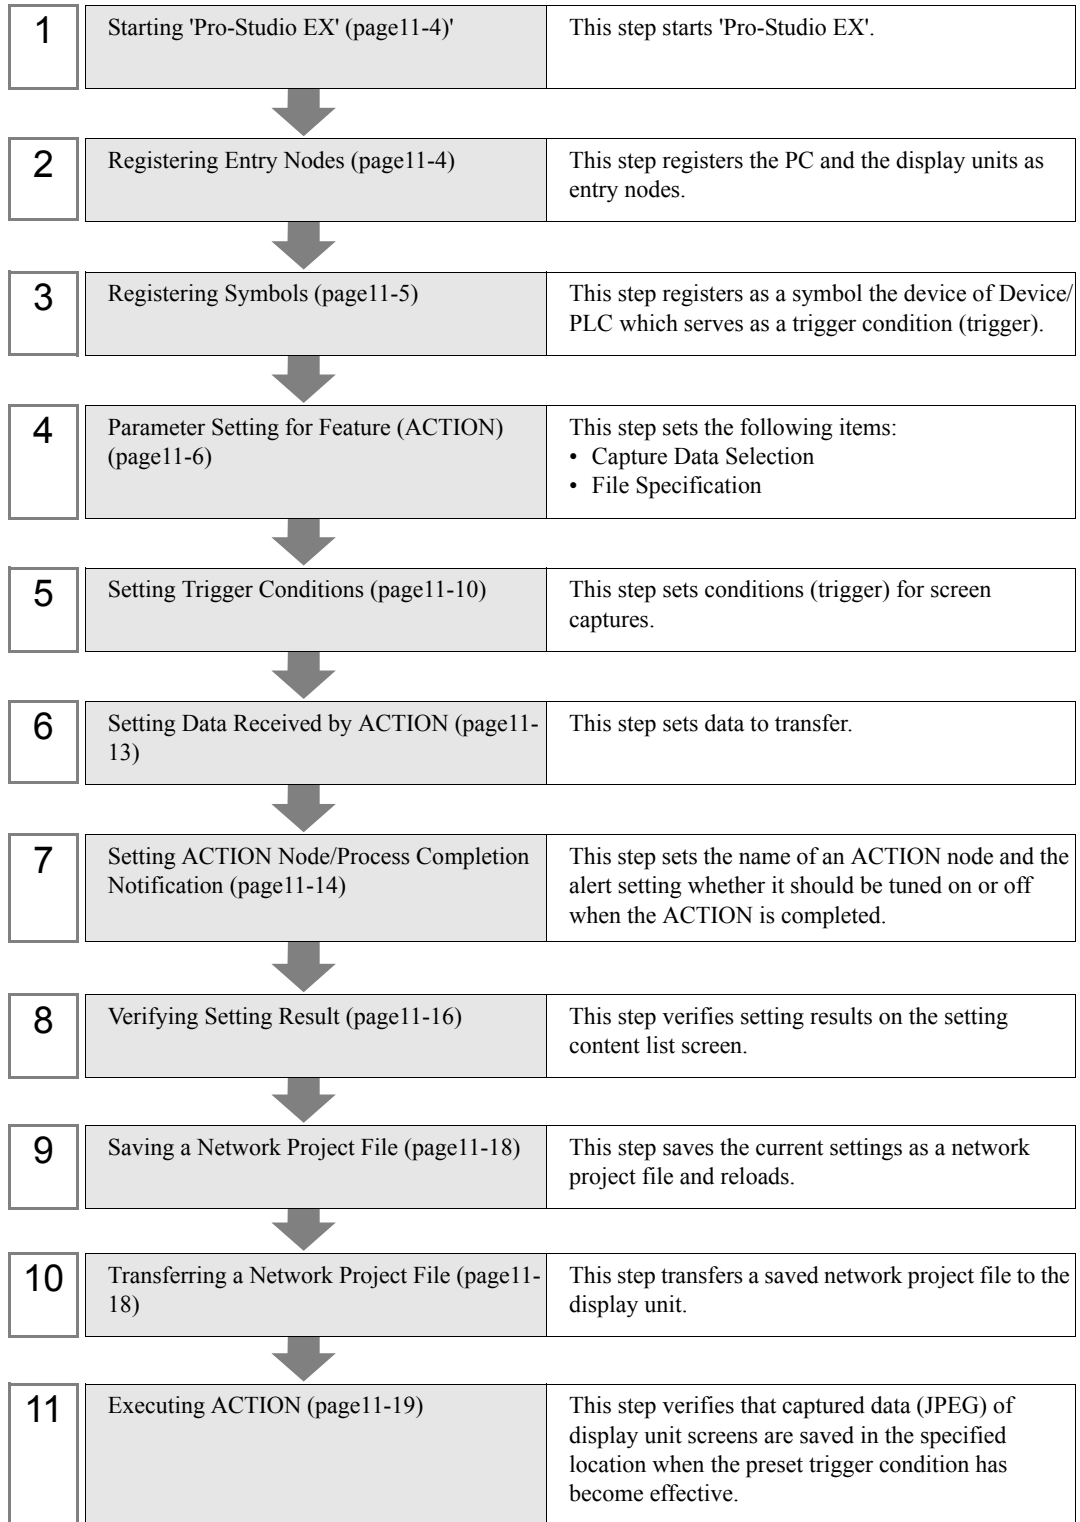 1
Starting 'Pro-Studio EX' (page11-4)'
This step starts 'Pro-Studio EX'.
2
Registering Entry Nodes (page11-4)
This step registers the PC and the display units as
entry nodes.
3
Registering Symbols (page11-5)
This step registers as a symbol the device of Device/
PLC which serves as a trigger condition (trigger).
4
Parameter Setting for Feature (ACTION)
(page11-6)
This step sets the following items:
• Capture Data Selection
• File Specification
5
Setting Trigger Conditions (page11-10)
This step sets conditions (trigger) for screen
captures.
6
Setting Data Received by ACTION (page11-
13)
This step sets data to transfer.
7
Setting ACTION Node/Process Completion
Notification (page11-14)
This step sets the name of an ACTION node and the
alert setting whether it should be tuned on or off
when the ACTION is completed.
8
Verifying Setting Result (page11-16)
This step verifies setting results on the setting
content list screen.
9
Saving a Network Project File (page11-18)
This step saves the current settings as a network
project file and reloads.
10
Transferring a Network Project File (page11-
18)
This step transfers a saved network project file to the
display unit.
11
Executing ACTION (page11-19)
This step verifies that captured data (JPEG) of
display unit screens are saved in the specified
location when the preset trigger condition has
become effective.